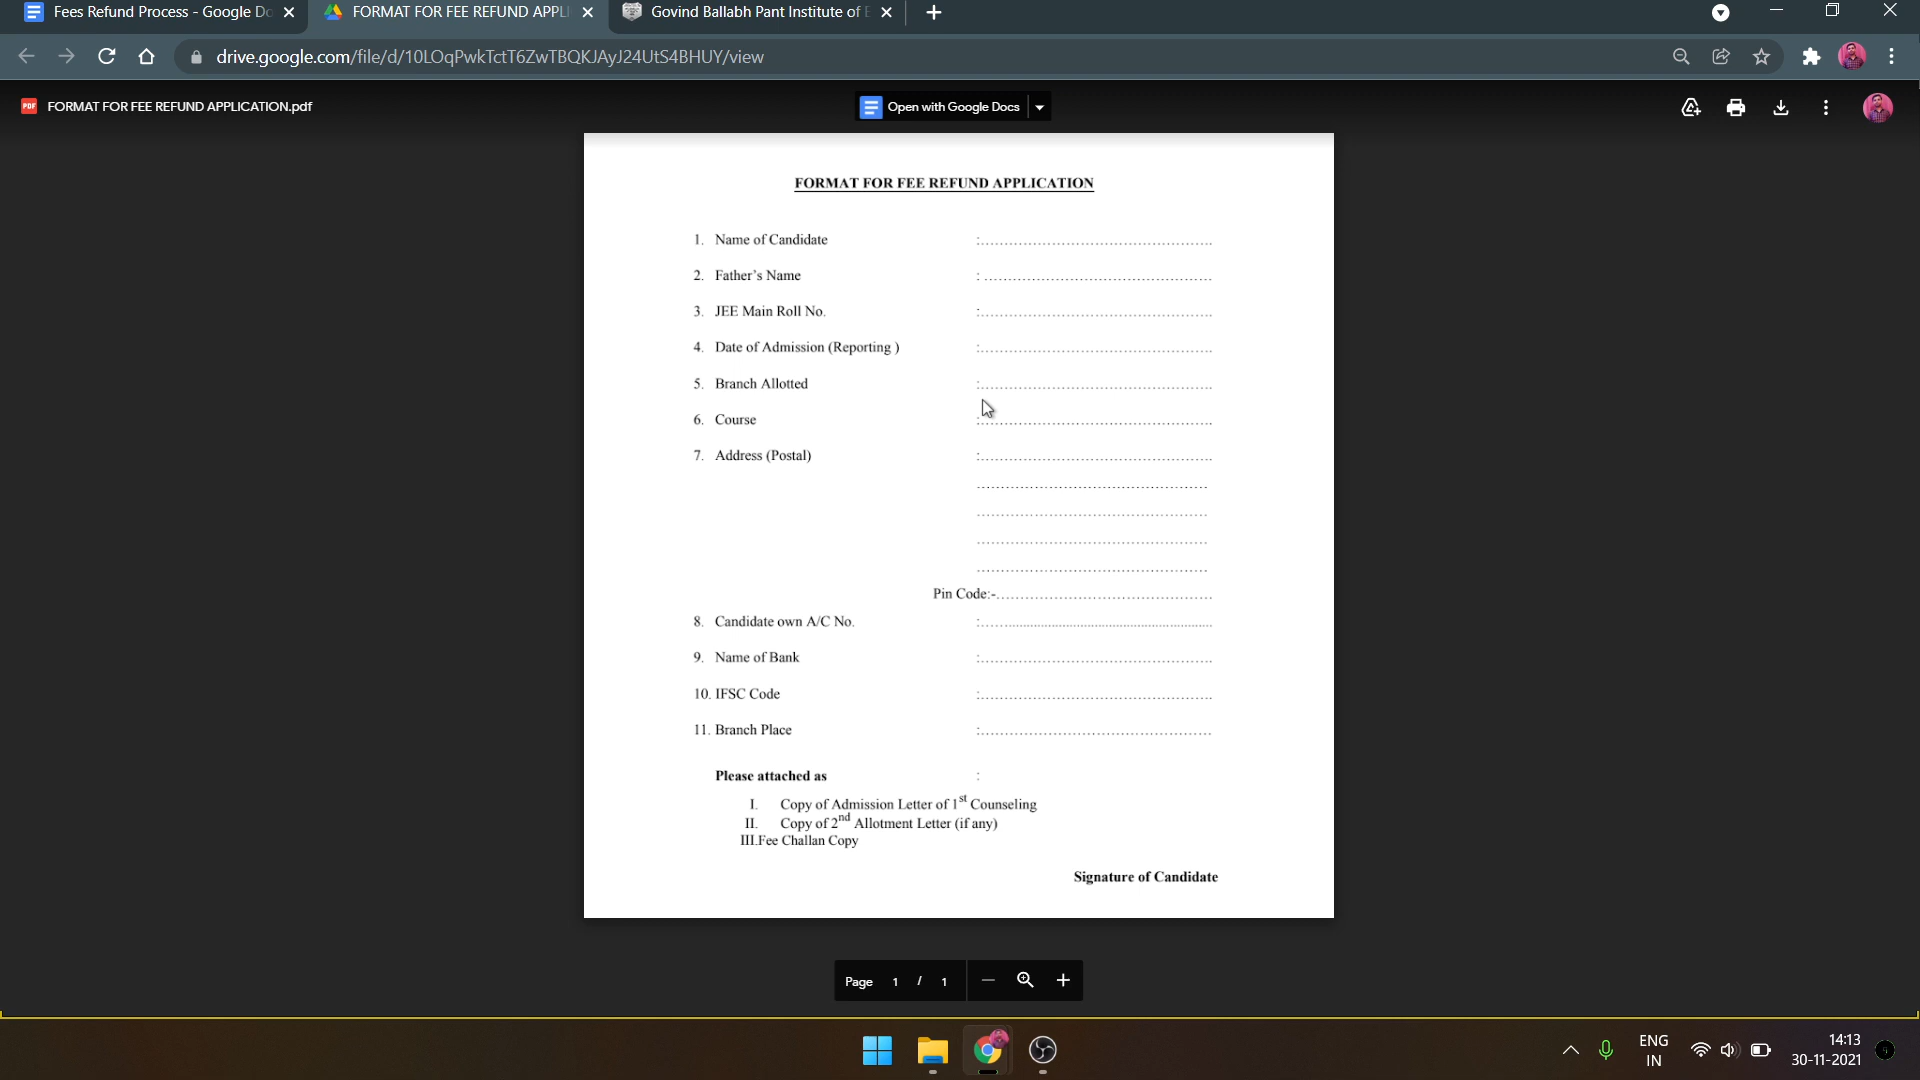 Fees Refund Process - Google Do
FORMAT FOR FEE REFUND APPLI
Govind Ballabh Pant Institute of E
drive.google.com/file/d/10LOqPwkTctT6ZwTBQKJAyJ24UtS4BHUY/view
PDF FORMAT FOR FEE REFUND APPLICATION.pdf
Open with Google Docs
FORMAT FOR FEE REFUND APPLICATION
1. Name of Candidate :..................................................
2. Father's Name : ..................................................
3. JEE Main Roll No. :..................................................
4. Date of Admission (Reporting ) :..................................................
5. Branch Allotted :..................................................
6. Course :..................................................
7. Address (Postal) :..................................................
..................................................
..................................................
..................................................
..................................................
Pin Code:-..............................................
8. Candidate own A/C No. :..................................................
9. Name of Bank :..................................................
10. IFSC Code :..................................................
11. Branch Place :..................................................
Please attached as :
I. Copy of Admission Letter of 1st Counseling
II. Copy of 2nd Allotment Letter (if any)
III.Fee Challan Copy
Signature of Candidate
Page 1 / 1
ENG
IN
14:13
30-11-2021